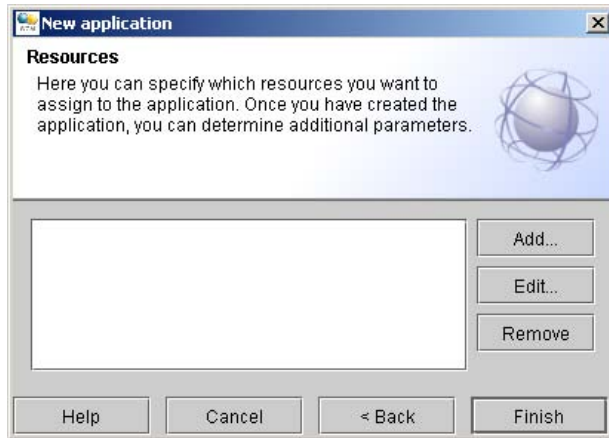 New application
Resources
Here you can specify which resources you want to
assign to the application. Once you have created the
application, you can determine additional parameters.
Add...
Edit...
Remove
Help
Cancel
< Back
Finish